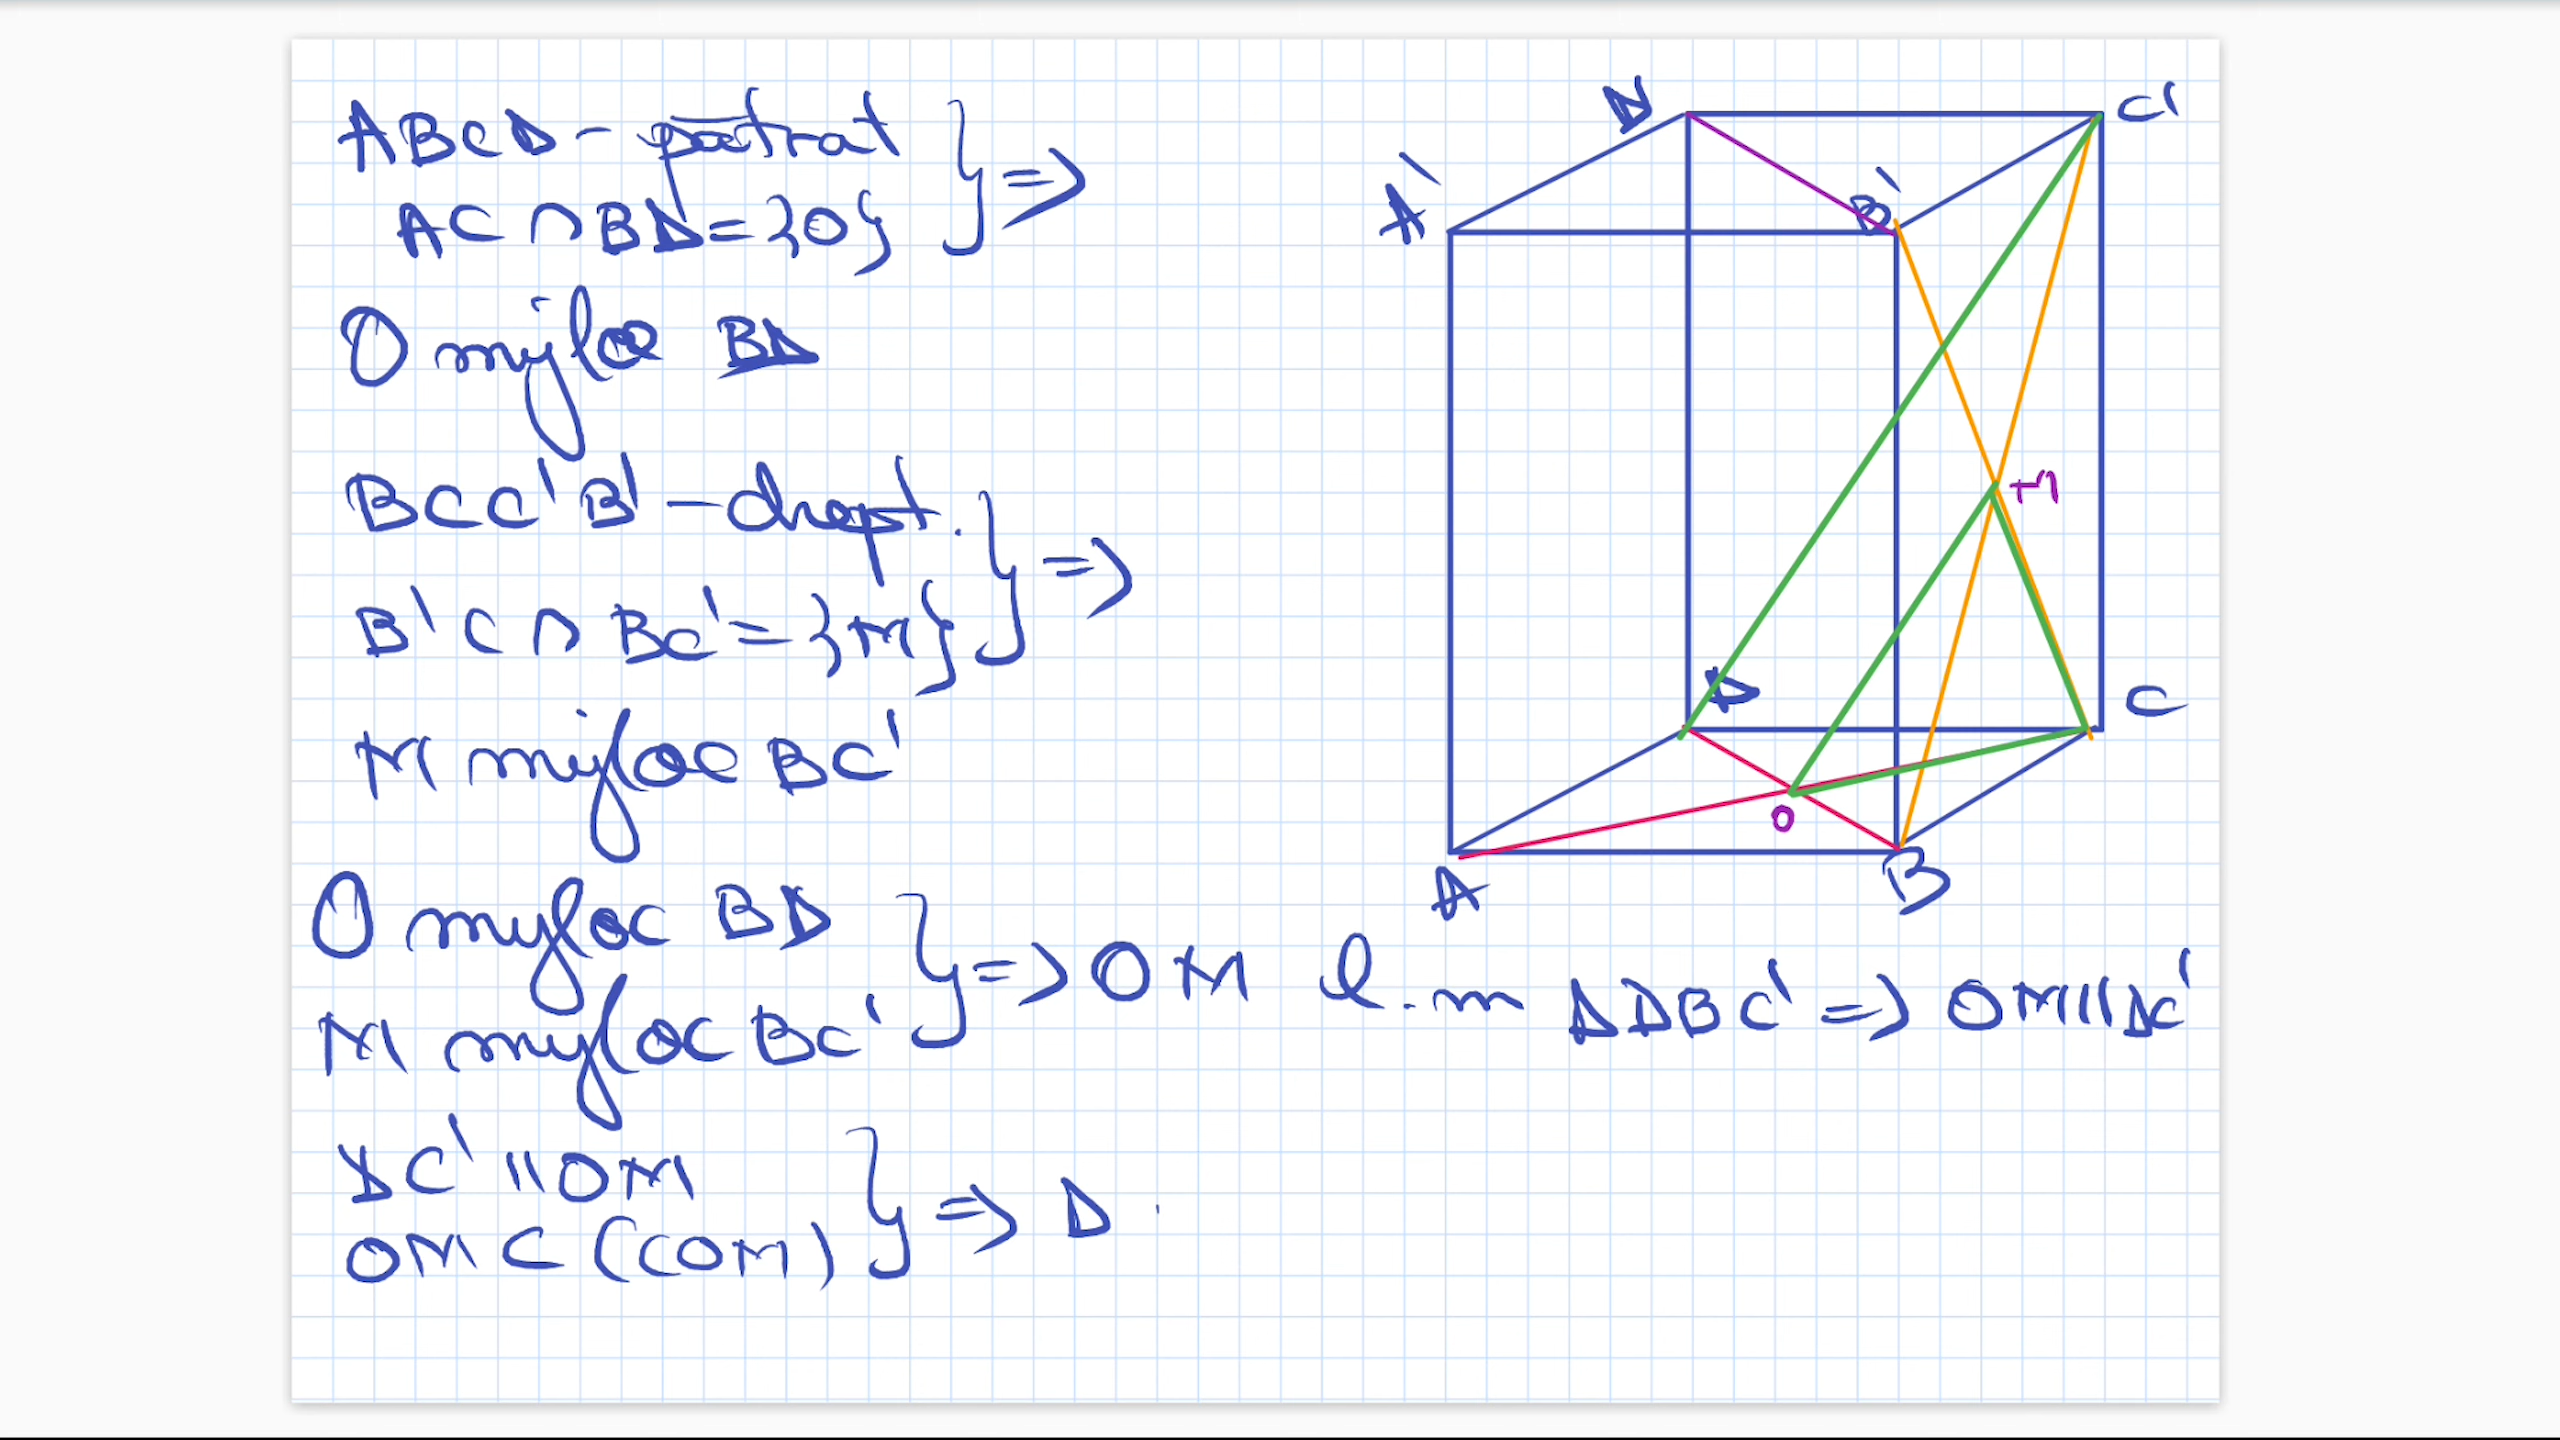 ABCD - pătrat } =>
AC ∩ BD = {O}
O mijloc BD
BCC'B' - drept. } =>
B'C ∩ BC' = {M}
M mijloc BC'
O mijloc BD } => OM l.m ΔDBC' => OM || DC'
M mijloc BC'
DC' || OM } => D
OM ⊂ (COM)
D'
C'
A'
B'
M
D
C
O
A
B